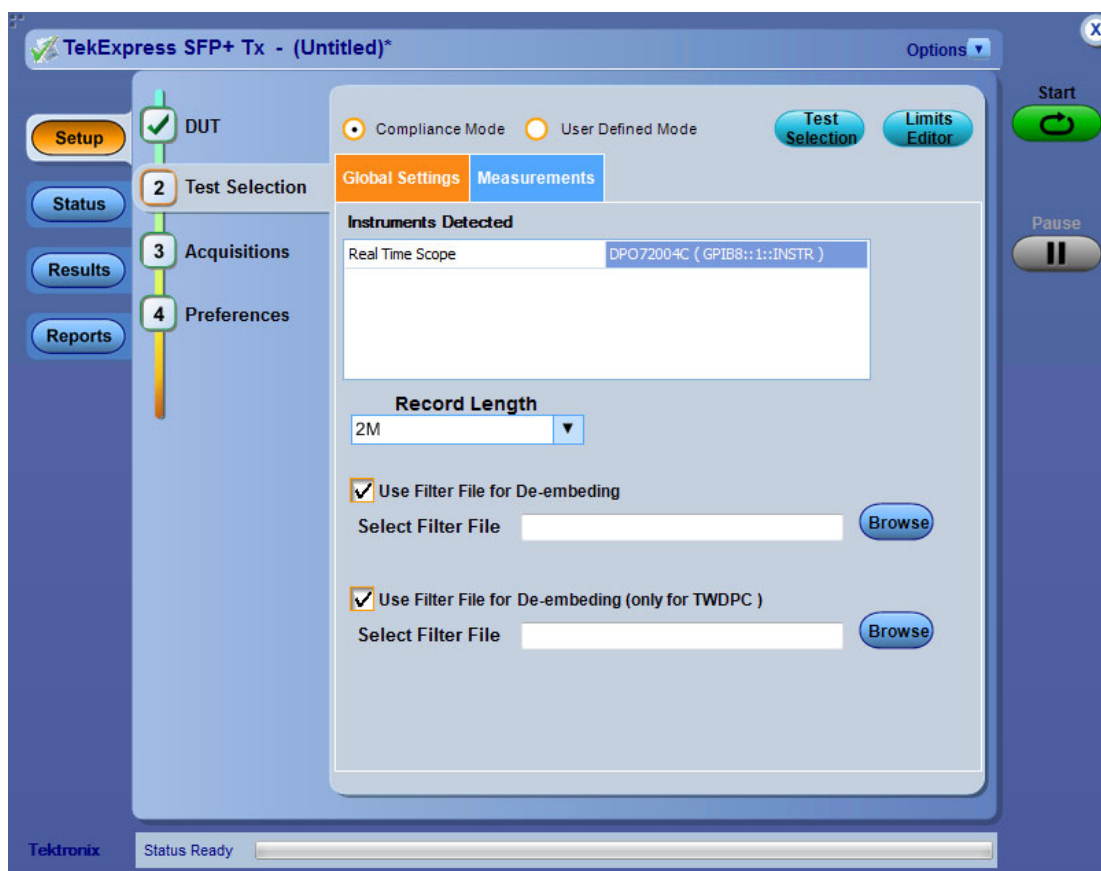 TekExpress SFP+ Tx - (Untitled)*
Options
X
Setup
Status
Results
Reports
DUT
2 Test Selection
3 Acquisitions
4 Preferences
Compliance Mode
User Defined Mode
Test Selection
Limits Editor
Global Settings
Measurements
Instruments Detected
Real Time Scope
DPO72004C ( GPIB8::1::INSTR )
Record Length
2M
Use Filter File for De-embeding
Select Filter File
Browse
Use Filter File for De-embeding (only for TWDPC )
Select Filter File
Browse
Start
Pause
Tektronix
Status Ready